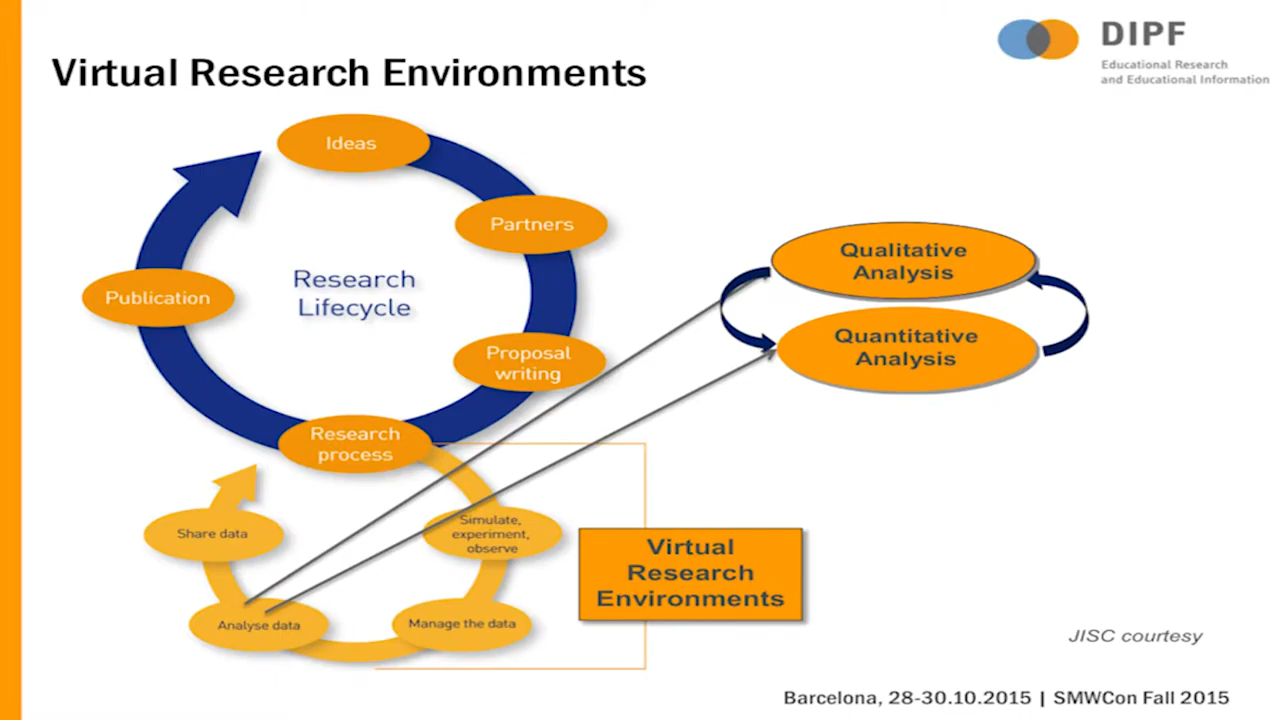 Virtual Research Environments
DIPF
Educational Research
and Educational Information
Ideas
Partners
Research
Lifecycle
Publication
Proposal
writing
Research
process
Qualitative
Analysis
Quantitative
Analysis
Share data
Simulate,
experiment,
observe
Analyse data
Manage the data
Virtual
Research
Environments
JISC courtesy
Barcelona, 28-30.10.2015 | SMWCon Fall 2015